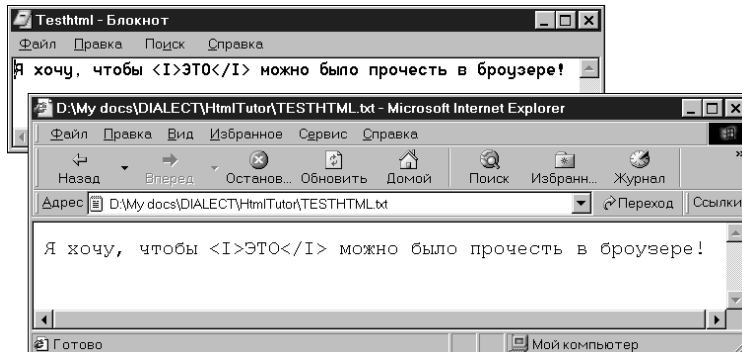 Testhtml - Блокнот
Файл Правка Поиск Справка
Я хочу, чтобы <I>ЭТО</I> можно было прочесть в броузере!
D:\My docs\DIALECT\HtmlTutor\TESTHTML.txt - Microsoft Internet Explorer
Файл Правка Вид Избранное Сервис Справка
Назад Вперед Останов... Обновить Домой Поиск Избранн... Журнал »
Адрес D:\My docs\DIALECT\HtmlTutor\TESTHTML.txt Переход Ссылки
Я хочу, чтобы <I>ЭТО</I> можно было прочесть в броузере!
Готово Мой компьютер